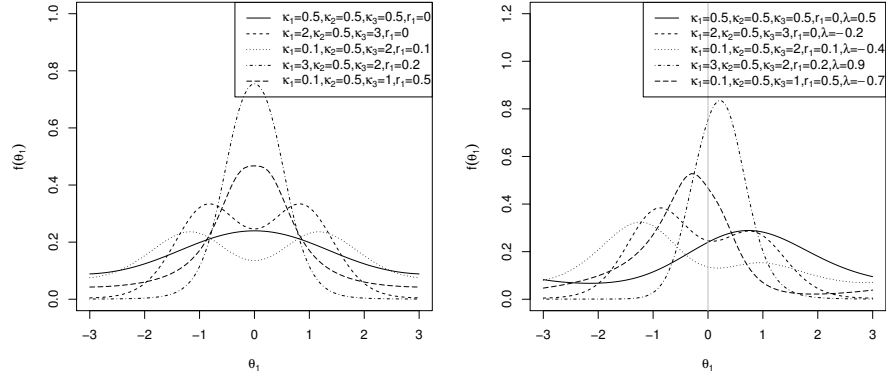 κ₁=0.5,κ₂=0.5,κ₃=0.5,r₁=0
κ₁=2,κ₂=0.5,κ₃=3,r₁=0
κ₁=0.1,κ₂=0.5,κ₃=2,r₁=0.1
κ₁=3,κ₂=0.5,κ₃=2,r₁=0.2
κ₁=0.1,κ₂=0.5,κ₃=1,r₁=0.5
f(θ₁)
1.0
0.8
0.6
0.4
0.2
0.0
−3 −2 −1 0 1 2 3
θ₁
κ₁=0.5,κ₂=0.5,κ₃=0.5,r₁=0,λ=0.5
κ₁=2,κ₂=0.5,κ₃=3,r₁=0,λ=−0.2
κ₁=0.1,κ₂=0.5,κ₃=2,r₁=0.1,λ=−0.4
κ₁=3,κ₂=0.5,κ₃=2,r₁=0.2,λ=0.9
κ₁=0.1,κ₂=0.5,κ₃=1,r₁=0.5,λ=−0.7
f(θ₁)
1.2
1.0
0.8
0.6
0.4
0.2
0.0
−3 −2 −1 0 1 2 3
θ₁